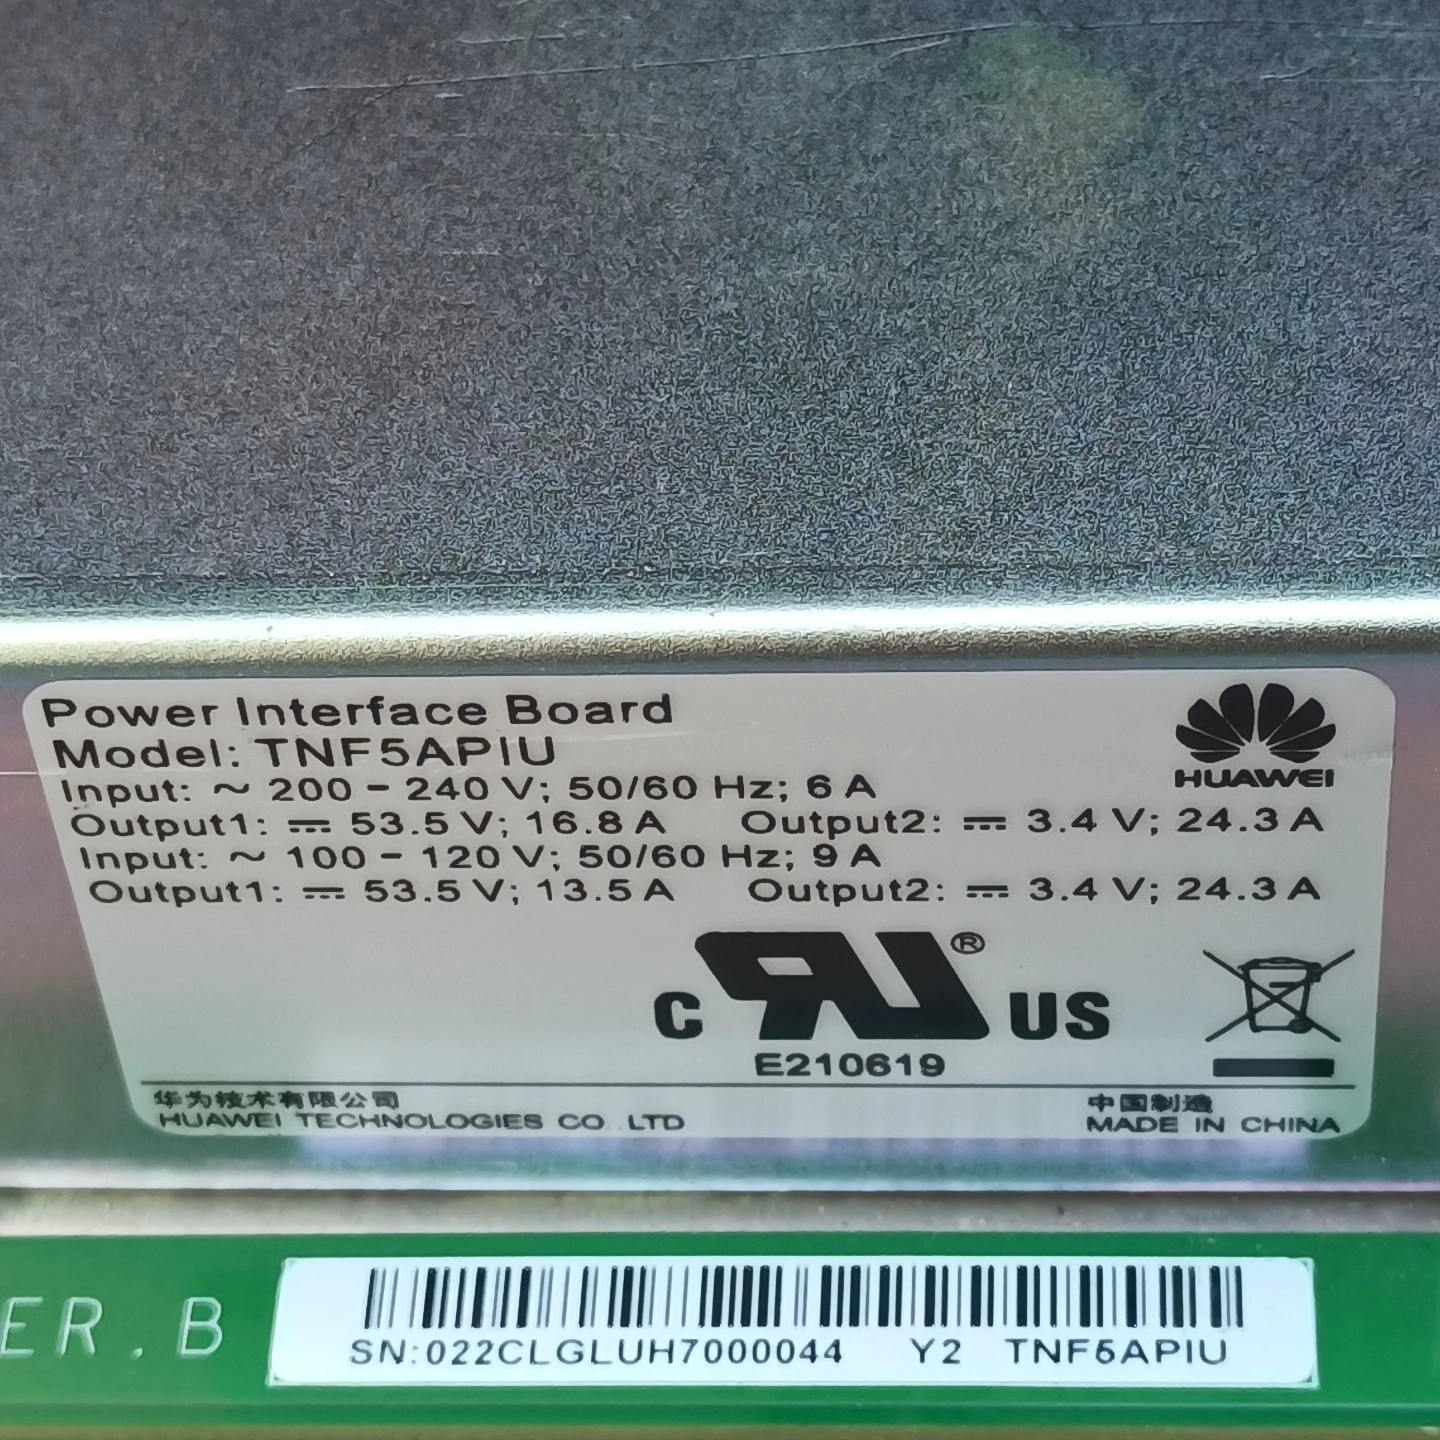 Power Interface Board
Model: TNF5APIU
HUAWEI
Input: ~ 200 - 240 V; 50/60 Hz; 6 A
Output1: ⎓ 53.5 V; 16.8 A Output2: ⎓ 3.4 V; 24.3 A
Input: ~ 100 - 120 V; 50/60 Hz; 9 A
Output1: ⎓ 53.5 V; 13.5 A Output2: ⎓ 3.4 V; 24.3 A
C RU ® US
E210619
华为技术有限公司 中国制造
HUAWEI TECHNOLOGIES CO LTD MADE IN CHINA
ER.B
SN:022CLGLUH7000044 Y2 TNF5APIU